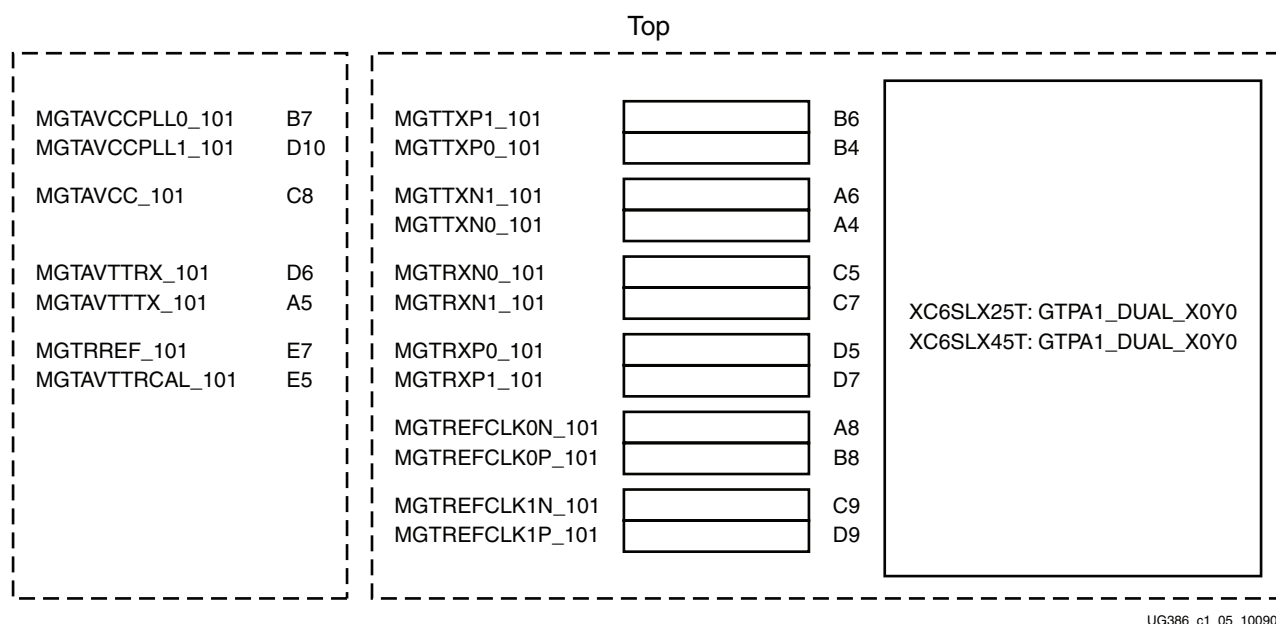 Top
MGTAVCCPLL0_101 B7
MGTAVCCPLL1_101 D10
MGTAVCC_101 C8
MGTAVTTRX_101 D6
MGTAVTTTX_101 A5
MGTRREF_101 E7
MGTAVTTRCAL_101 E5
MGTTXP1_101 B6
MGTTXP0_101 B4
MGTTXN1_101 A6
MGTTXN0_101 A4
MGTRXN0_101 C5
MGTRXN1_101 C7
MGTRXP0_101 D5
MGTRXP1_101 D7
MGTREFCLK0N_101 A8
MGTREFCLK0P_101 B8
MGTREFCLK1N_101 C9
MGTREFCLK1P_101 D9
XC6SLX25T: GTPA1_DUAL_X0Y0
XC6SLX45T: GTPA1_DUAL_X0Y0
UG386_c1_05_10090